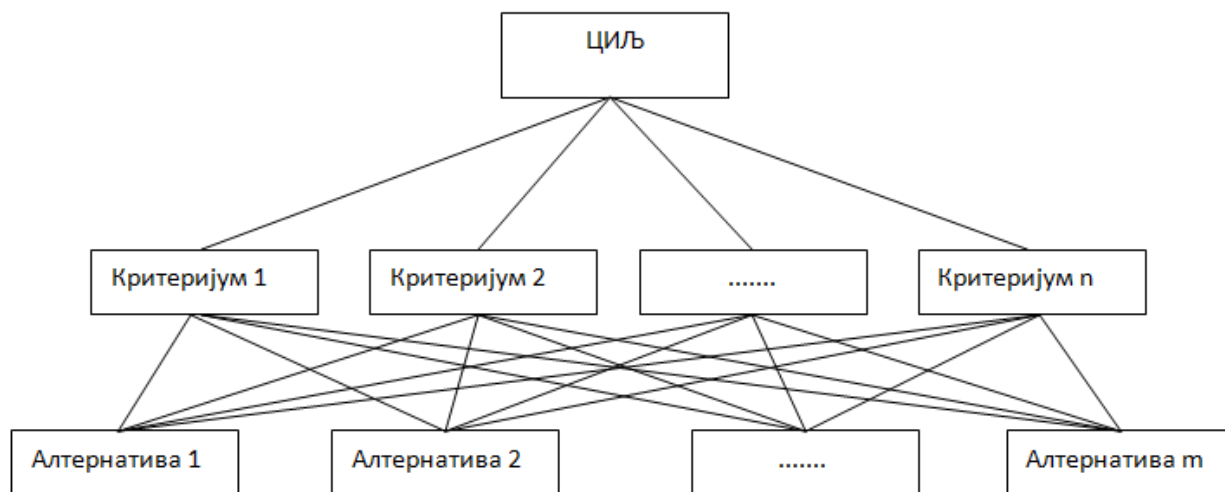 ЦИЉ
Критеријум 1
Критеријум 2
.......
Критеријум n
Алтернатива 1
Алтернатива 2
.......
Алтернатива m